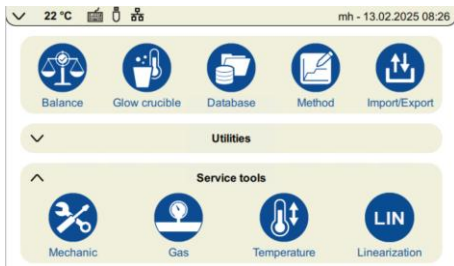 22 °C mh - 13.02.2025 08:26
Balance Glow crucible Database Method Import/Export
Utilities
Service tools
LIN
Mechanic Gas Temperature Linearization